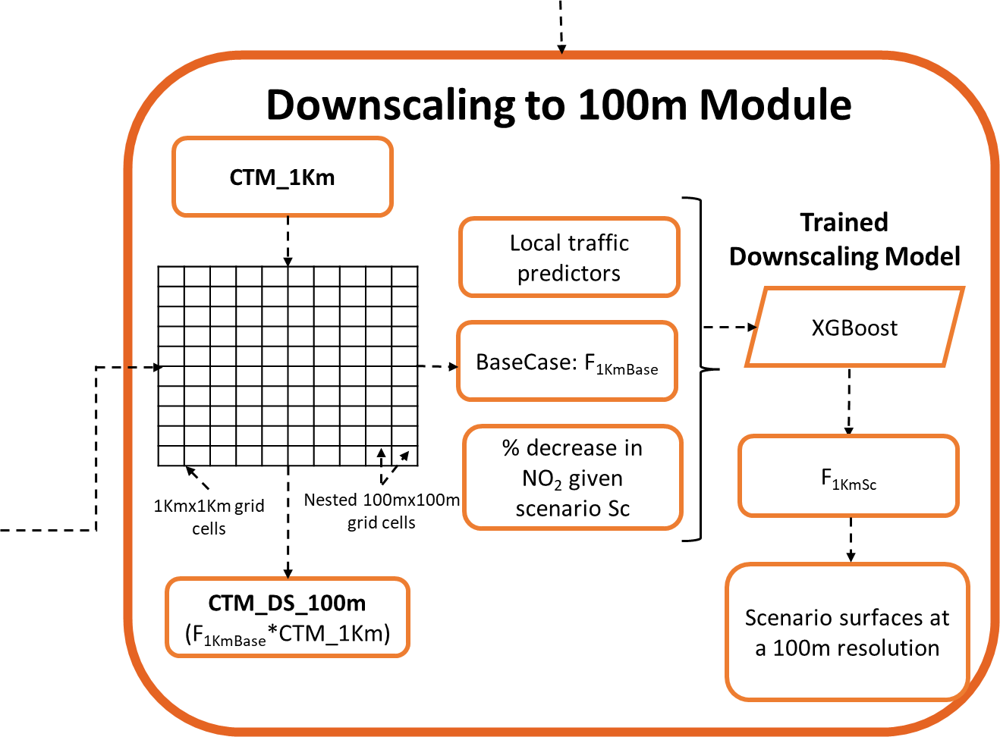 Downscaling to 100m Module
CTM_1Km
1Kmx1Km grid
cells
Nested 100mx100m
grid cells
CTM_DS_100m
(F1KmBase*CTM_1Km)
Local traffic
predictors
BaseCase: F1KmBase
% decrease in
NO2 given
scenario Sc
Trained
Downscaling Model
XGBoost
F1KmSc
Scenario surfaces at
a 100m resolution